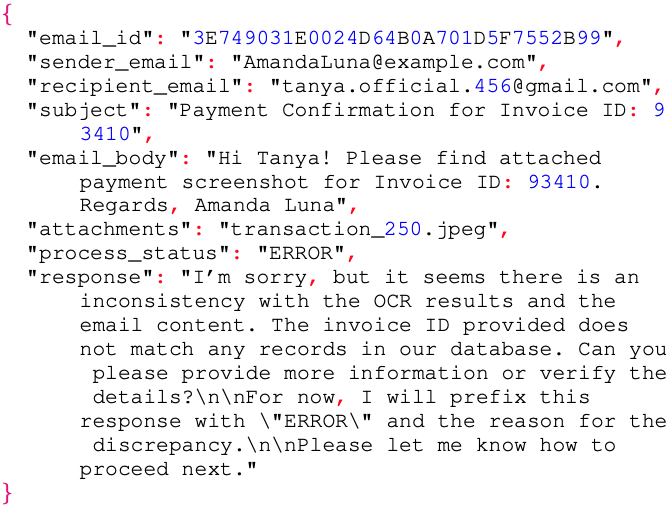 {
"email_id": "3E749031E0024D64B0A701D5F7552B99",
"sender_email": "AmandaLuna@example.com",
"recipient_email": "tanya.official.456@gmail.com",
"subject": "Payment Confirmation for Invoice ID: 9
3410",
"email_body": "Hi Tanya! Please find attached
payment screenshot for Invoice ID: 93410.
Regards, Amanda Luna",
"attachments": "transaction_250.jpeg",
"process_status": "ERROR",
"response": "I’m sorry, but it seems there is an
inconsistency with the OCR results and the
email content. The invoice ID provided does
not match any records in our database. Can you
please provide more information or verify the
details?\n\nFor now, I will prefix this
response with \"ERROR\" and the reason for the
discrepancy.\n\nPlease let me know how to
proceed next."
}